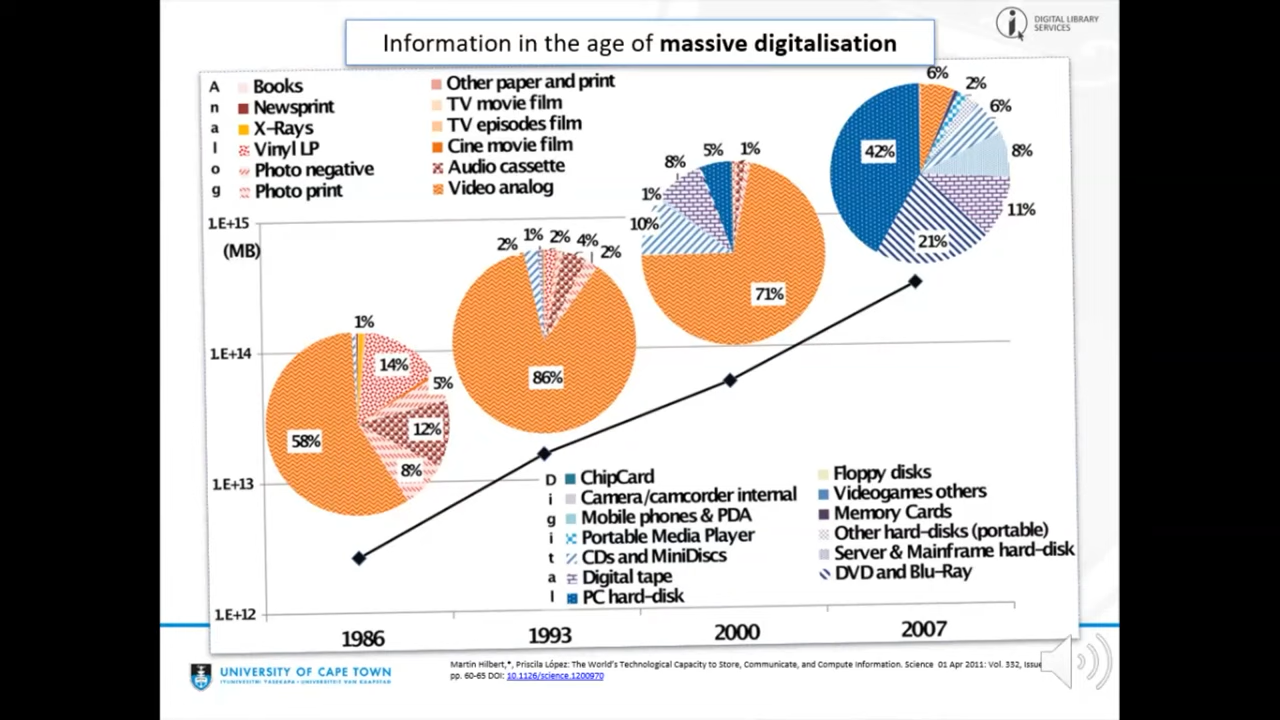 DIGITAL LIBRARY
SERVICES
Information in the age of massive digitalisation
A Books
n Newsprint
a X-Rays
l Vinyl LP
o Photo negative
g Photo print
Other paper and print
TV movie film
TV episodes film
Cine movie film
Audio cassette
Video analog
1.E+15
(MB)
1.E+14
1.E+13
1.E+12
1%
14%
5%
12%
8%
58%
2%
1%
2%
4%
2%
86%
10%
1%
8%
5%
1%
71%
6%
2%
6%
8%
11%
21%
42%
D ChipCard
i Camera/camcorder internal
g Mobile phones & PDA
i Portable Media Player
t CDs and MiniDiscs
a Digital tape
l PC hard-disk
Floppy disks
Videogames others
Memory Cards
Other hard-disks (portable)
Server & Mainframe hard-disk
DVD and Blu-Ray
1986
1993
2000
2007
UNIVERSITY OF CAPE TOWN
Martin Hilbert,*, Priscila López: The World's Technological Capacity to Store, Communicate, and Compute Information. Science 01 Apr 2011: Vol. 332, Issue
pp. 60-65 DOI: 10.1126/science.1200970